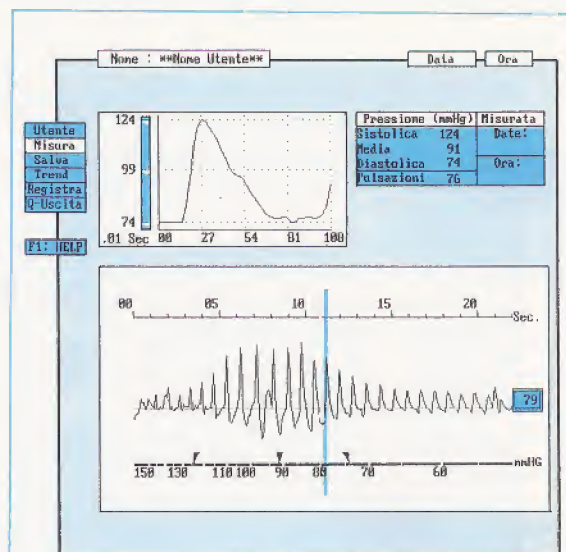 Nome : **Nome Utente**
Data
Ora
Utente
Misura
Salva
Trend
Registra
Q-Uscita
F1: HELP
124
99
74
.01 Sec 00 27 54 81 108
Pressione (mmHg) Misurata
Sistolica 124 Date:
Media 91
Diastolica 74 Ora:
Pulsazioni 76
00 05 10 15 20 Sec.
79
150 130 110 100 90 80 70 60 mmHG